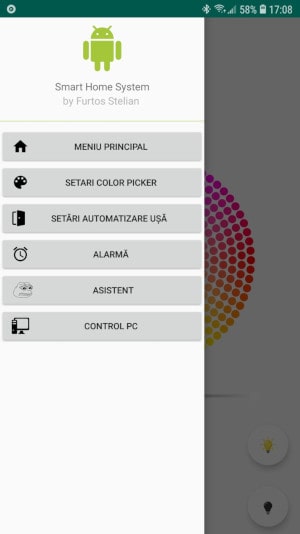 58% 17:08
Smart Home System
by Furtos Stelian
MENIU PRINCIPAL
SETARI COLOR PICKER
SETĂRI AUTOMATIZARE UȘĂ
ALARMĂ
ASISTENT
CONTROL PC